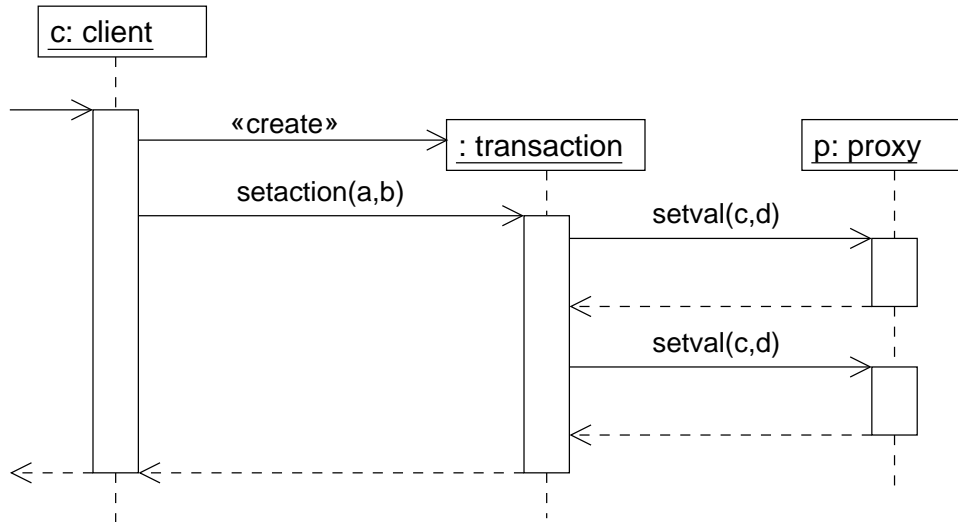 c: client
«create»
: transaction
p: proxy
setaction(a,b)
setval(c,d)
setval(c,d)